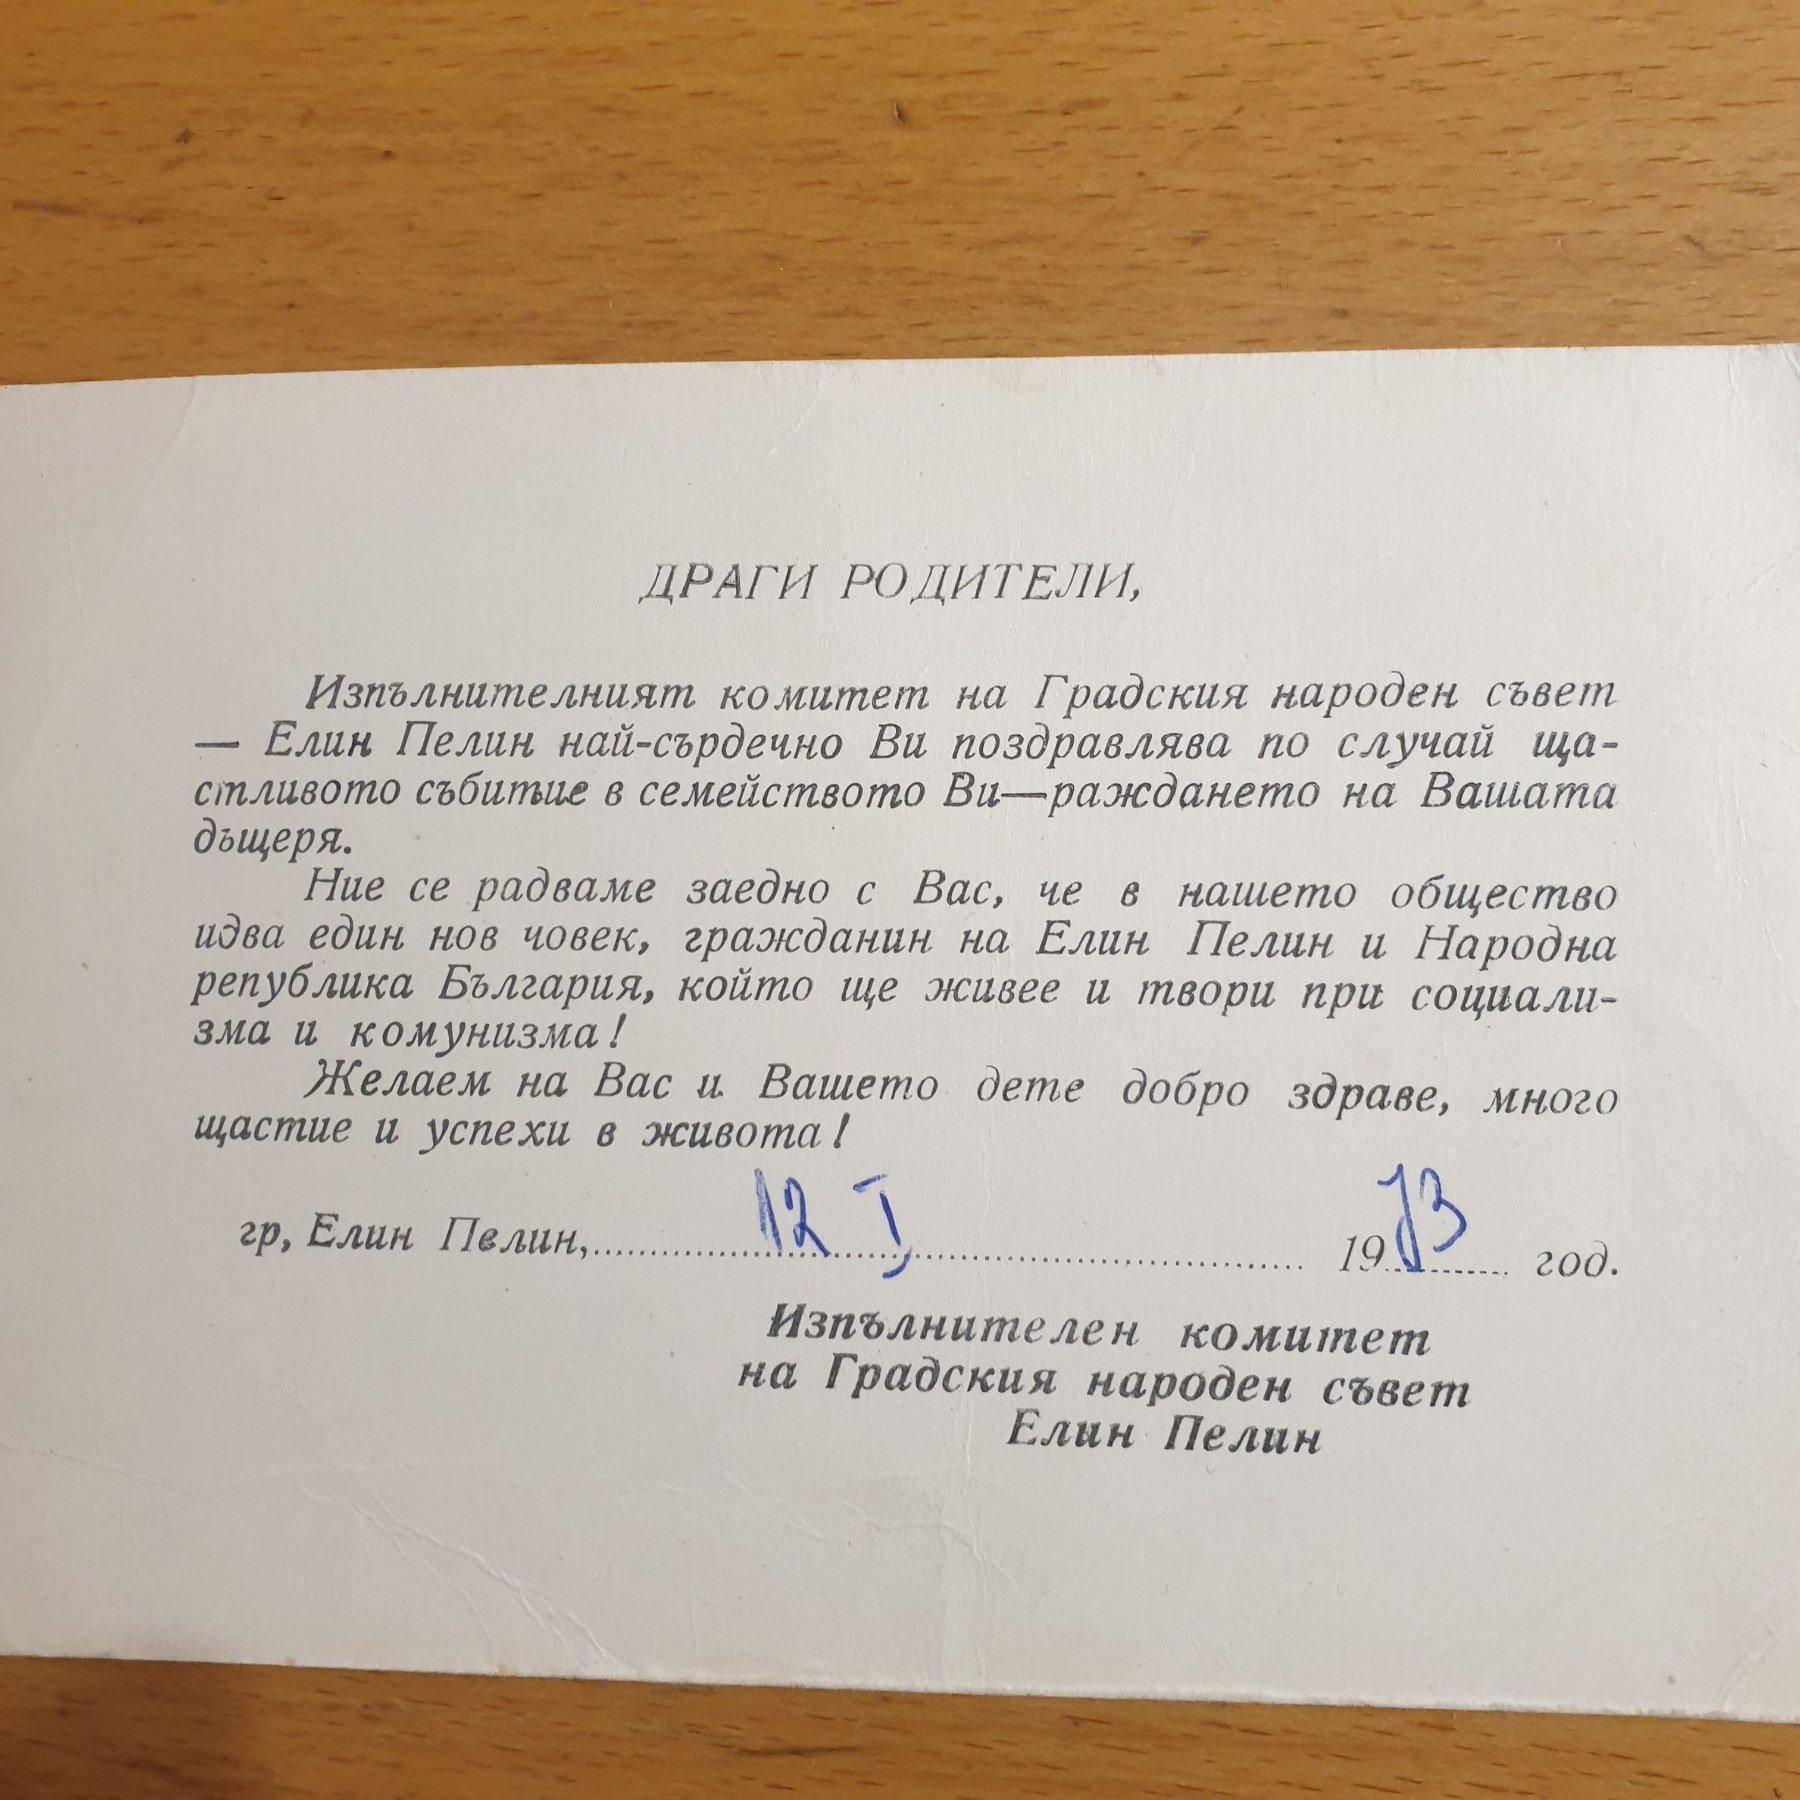 ДРАГИ РОДИТЕЛИ,
Изпълнителният комитет на Градския народен съвет
— Елин Пелин най-сърдечно Ви поздравлява по случай ща-
стливото събитие в семейството Ви—раждането на Вашата
дъщеря.
Ние се радваме заедно с Вас, че в нашето общество
идва един нов човек, гражданин на Елин Пелин и Народна
република България, който ще живее и твори при социали-
зма и комунизма!
Желаем на Вас и Вашето дете добро здраве, много
щастие и успехи в живота!
гр, Елин Пелин, 12 I, 1973 год.
Изпълнителен комитет
на Градския народен съвет
Елин Пелин